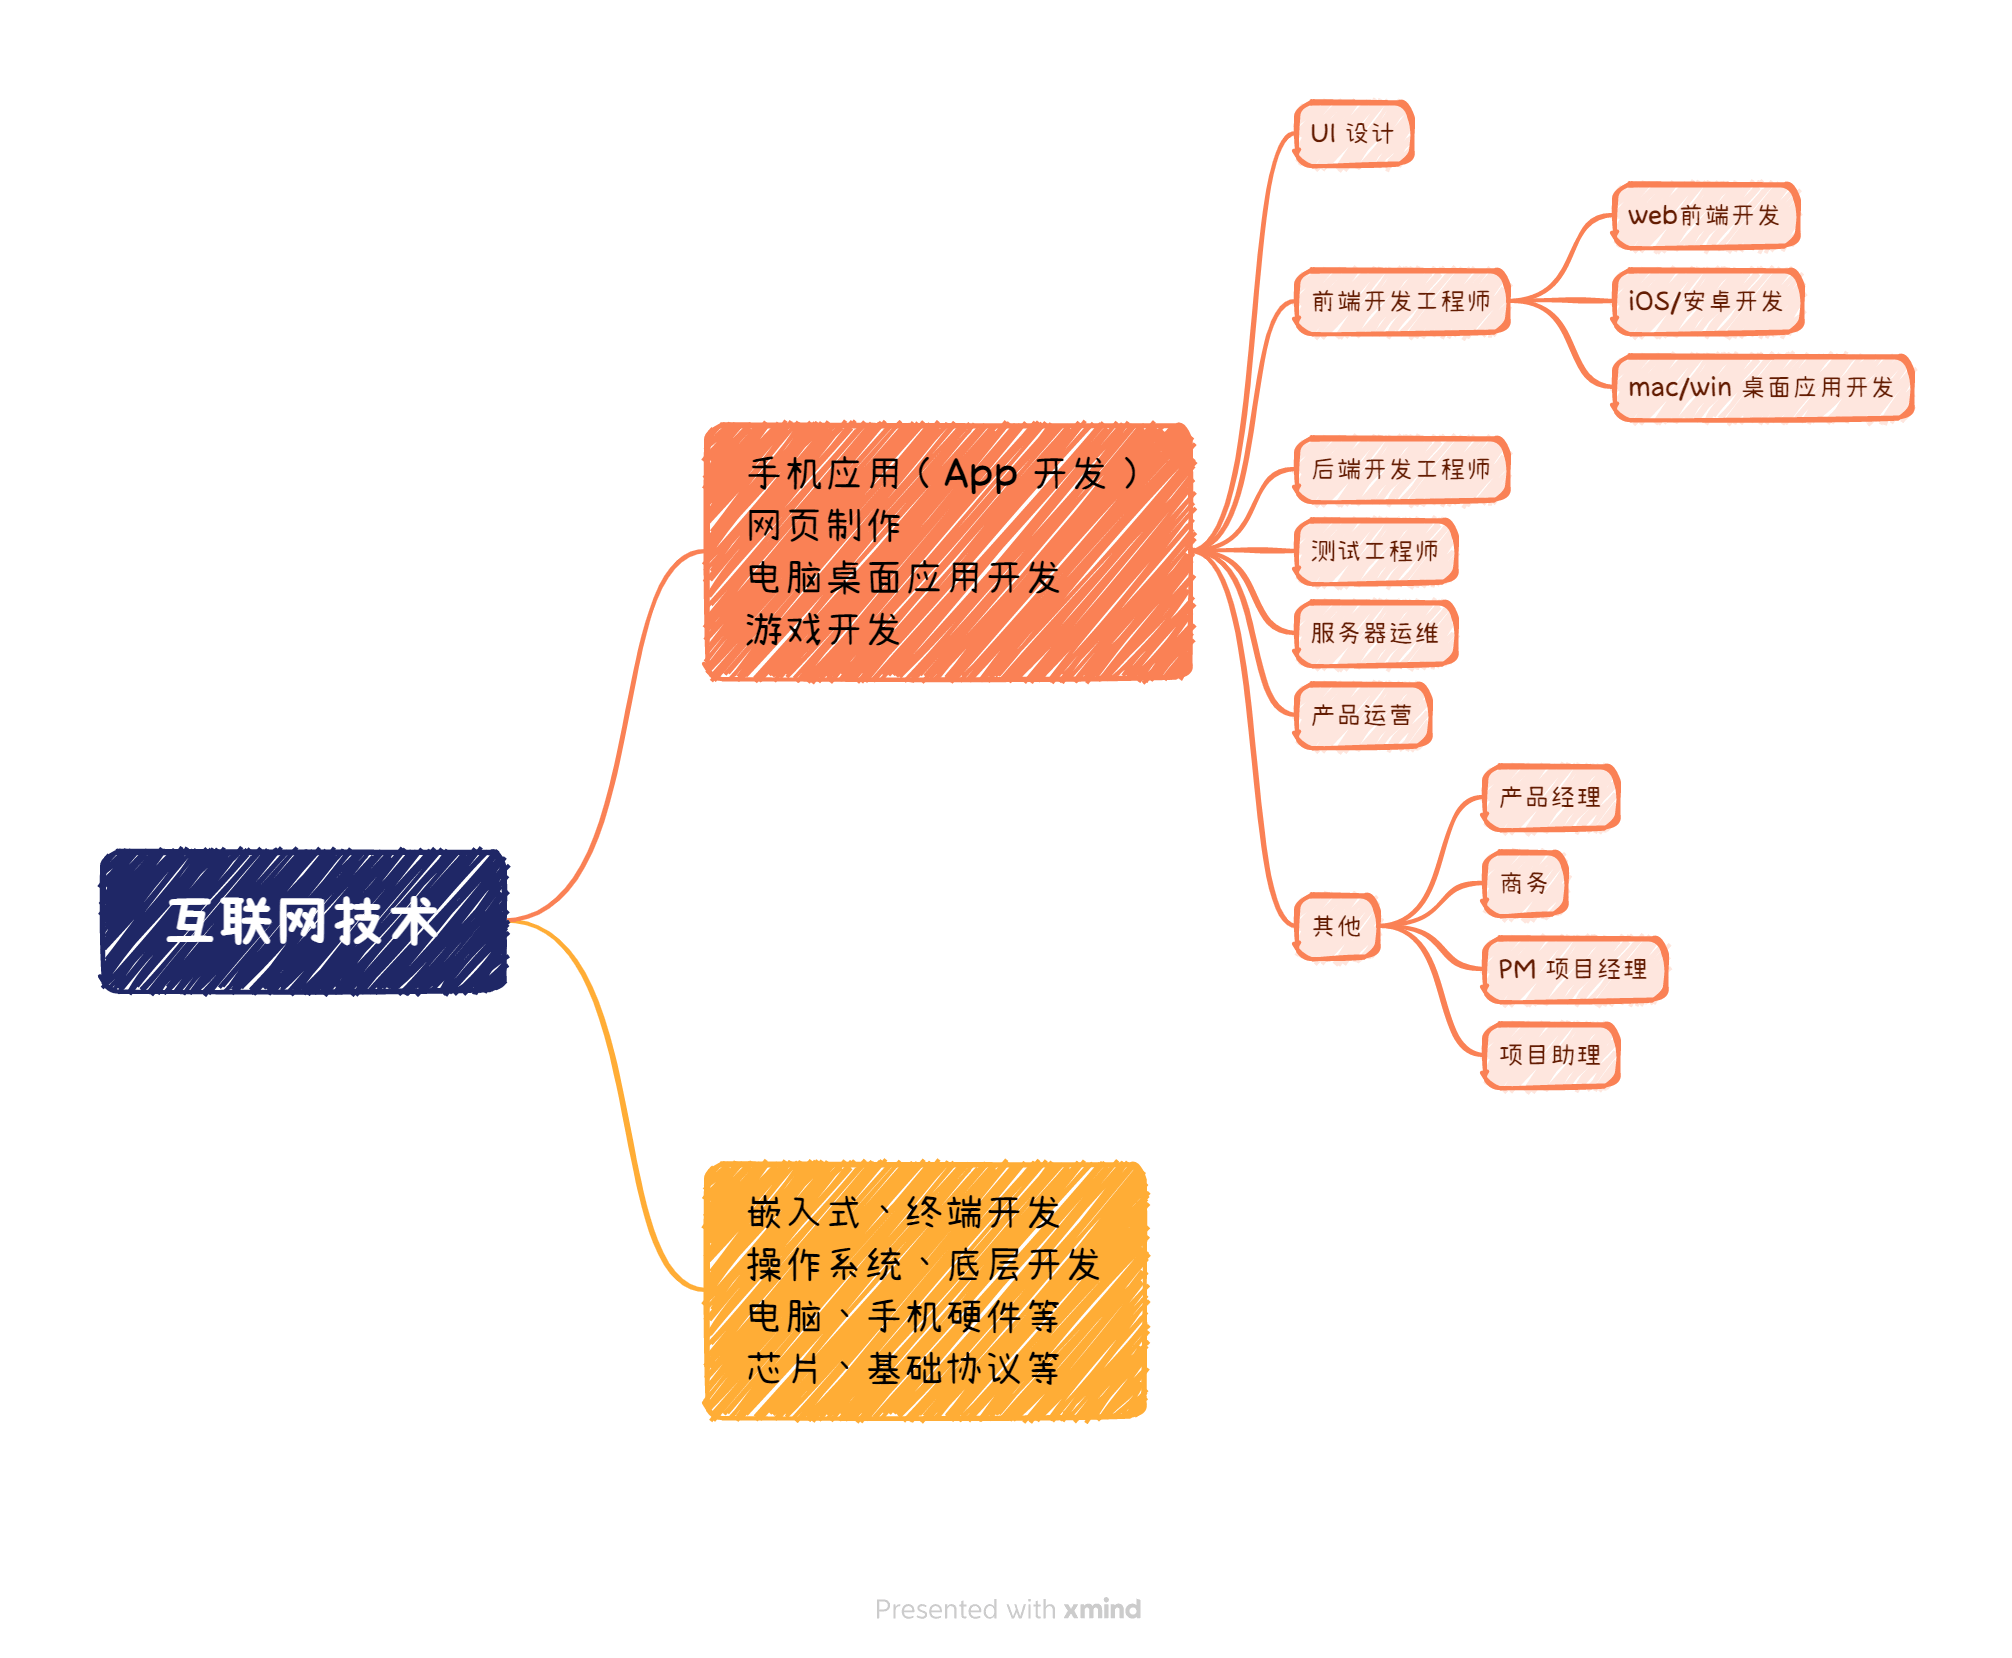 互联网技术
手机应用（App 开发）
网页制作
电脑桌面应用开发
游戏开发
UI 设计
前端开发工程师
web前端开发
iOS/安卓开发
mac/win 桌面应用开发
后端开发工程师
测试工程师
服务器运维
产品运营
其他
产品经理
商务
PM 项目经理
项目助理
嵌入式、终端开发
操作系统、底层开发
电脑、手机硬件等
芯片、基础协议等
Presented with xmind